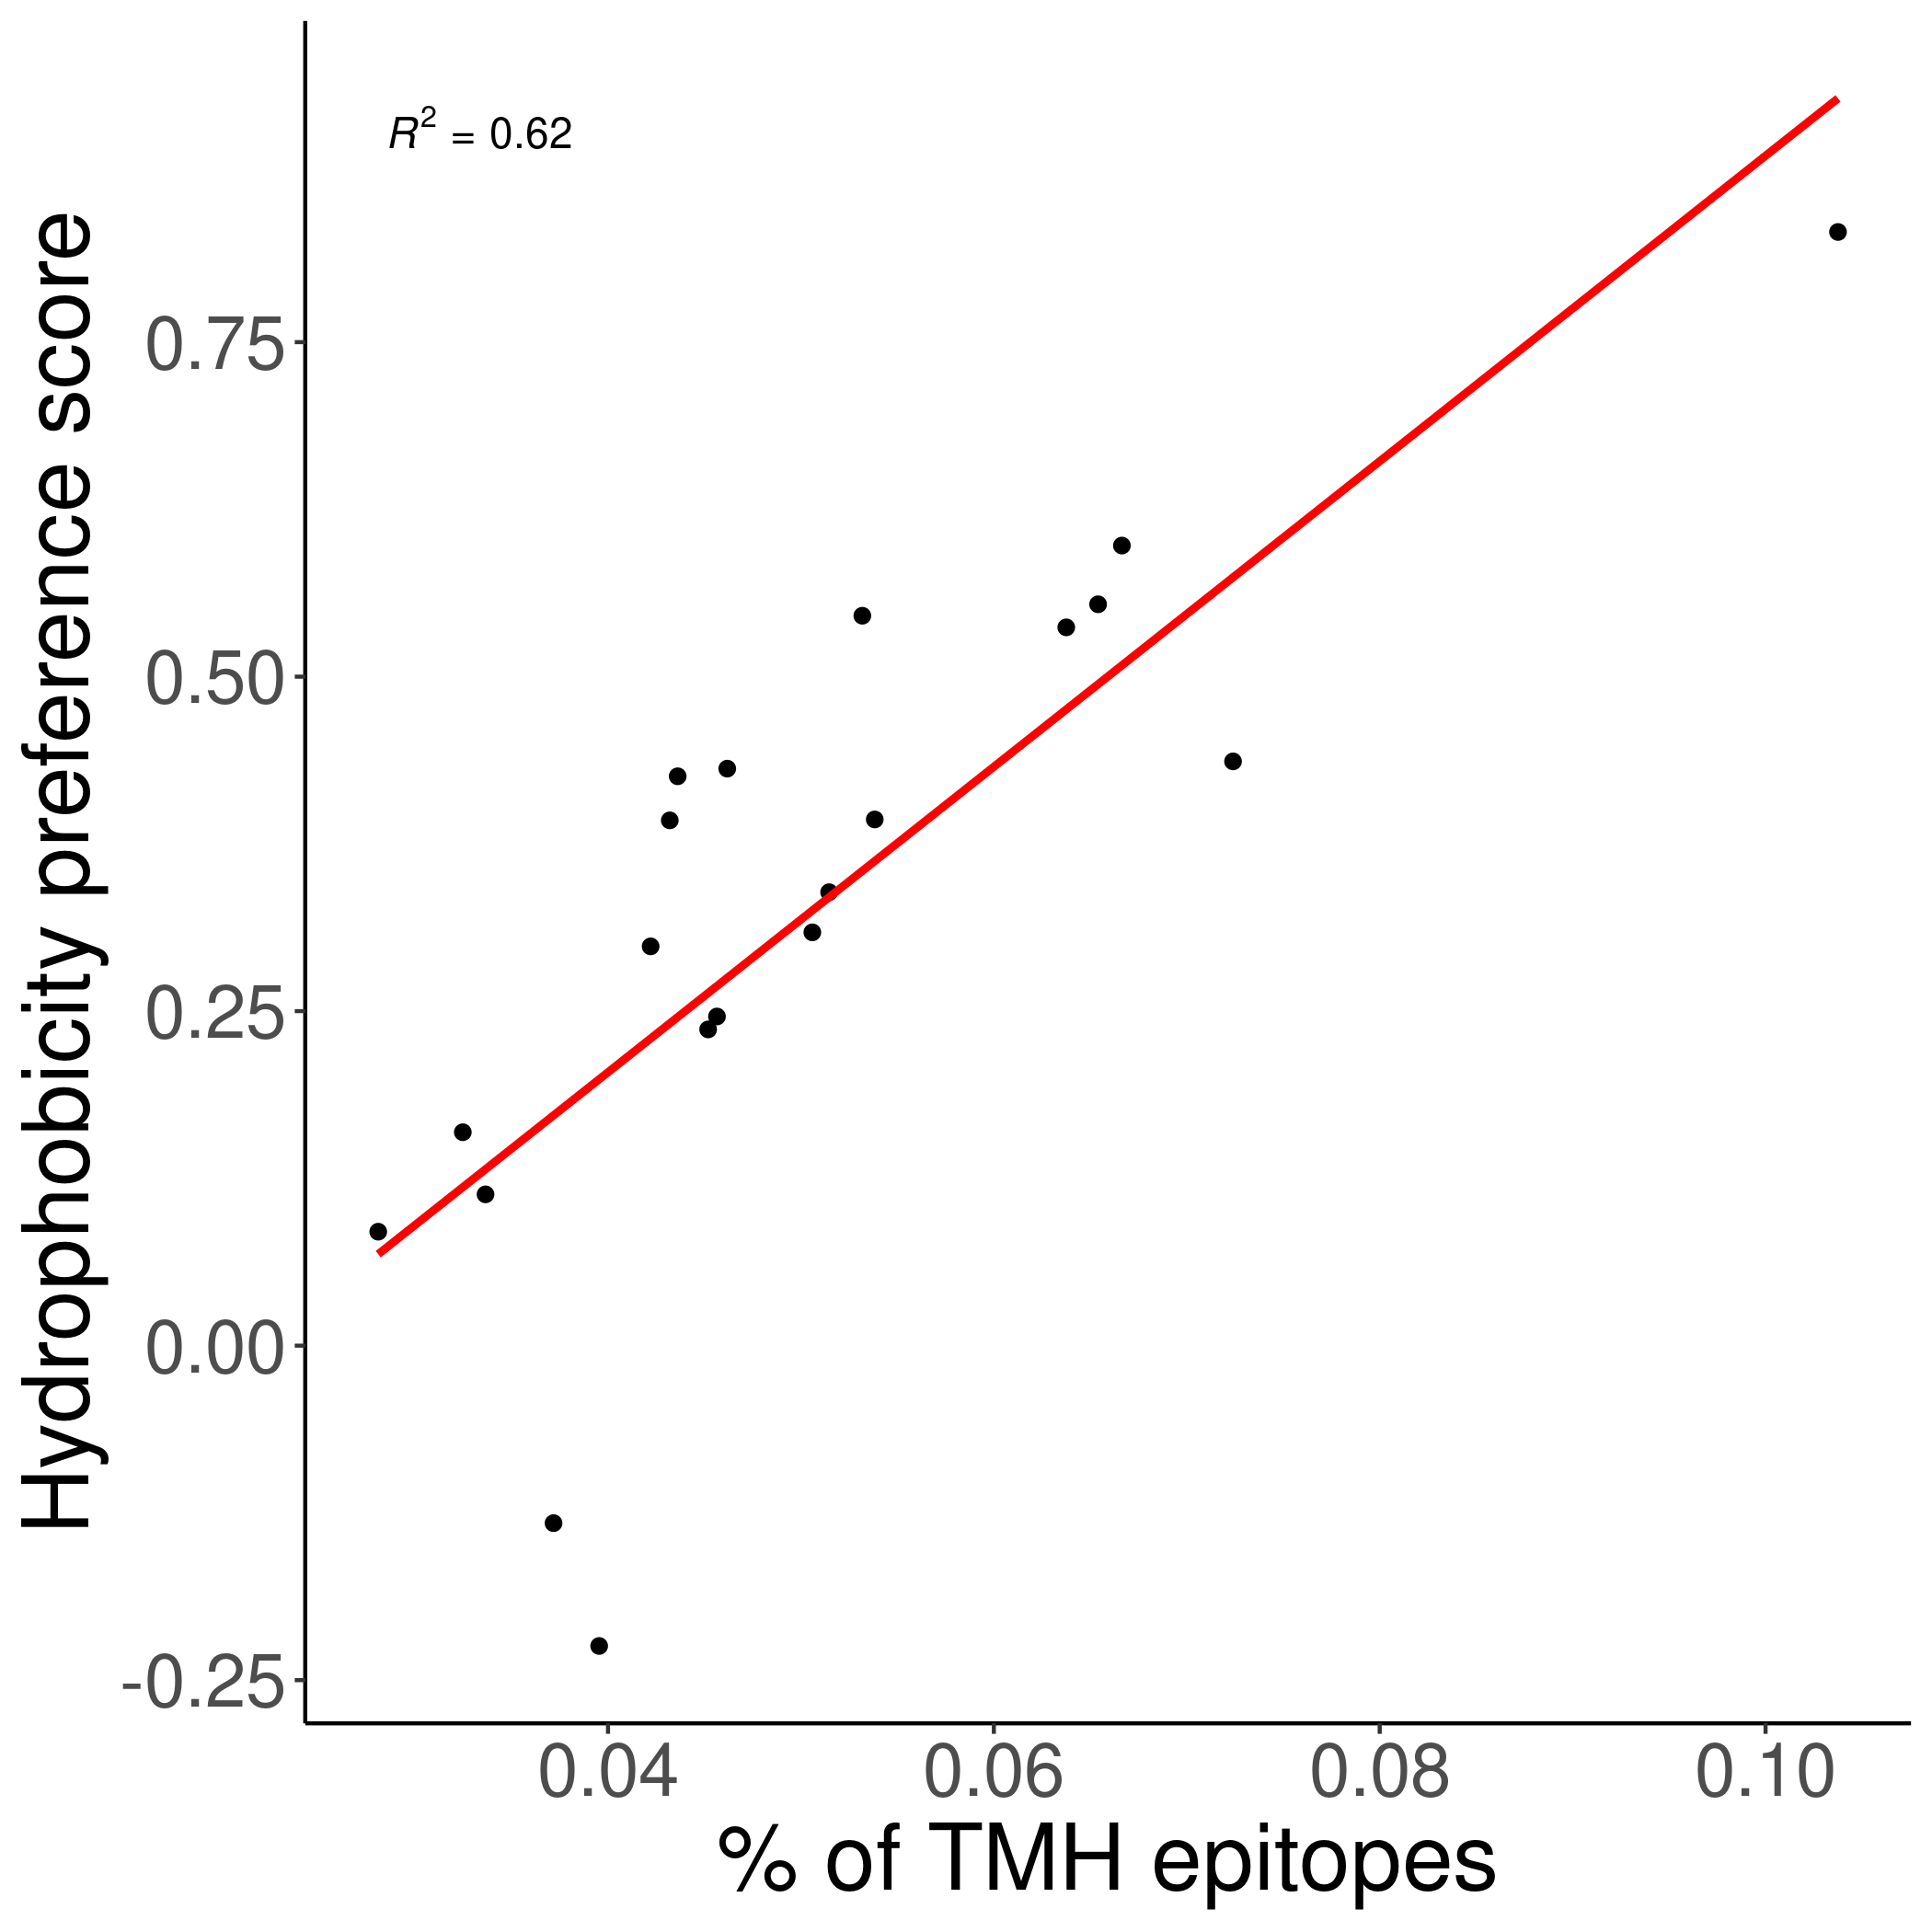 R² = 0.62
Hydrophobicity preference score
0.75
0.50
0.25
0.00
-0.25
0.04 0.06 0.08 0.10
% of TMH epitopes